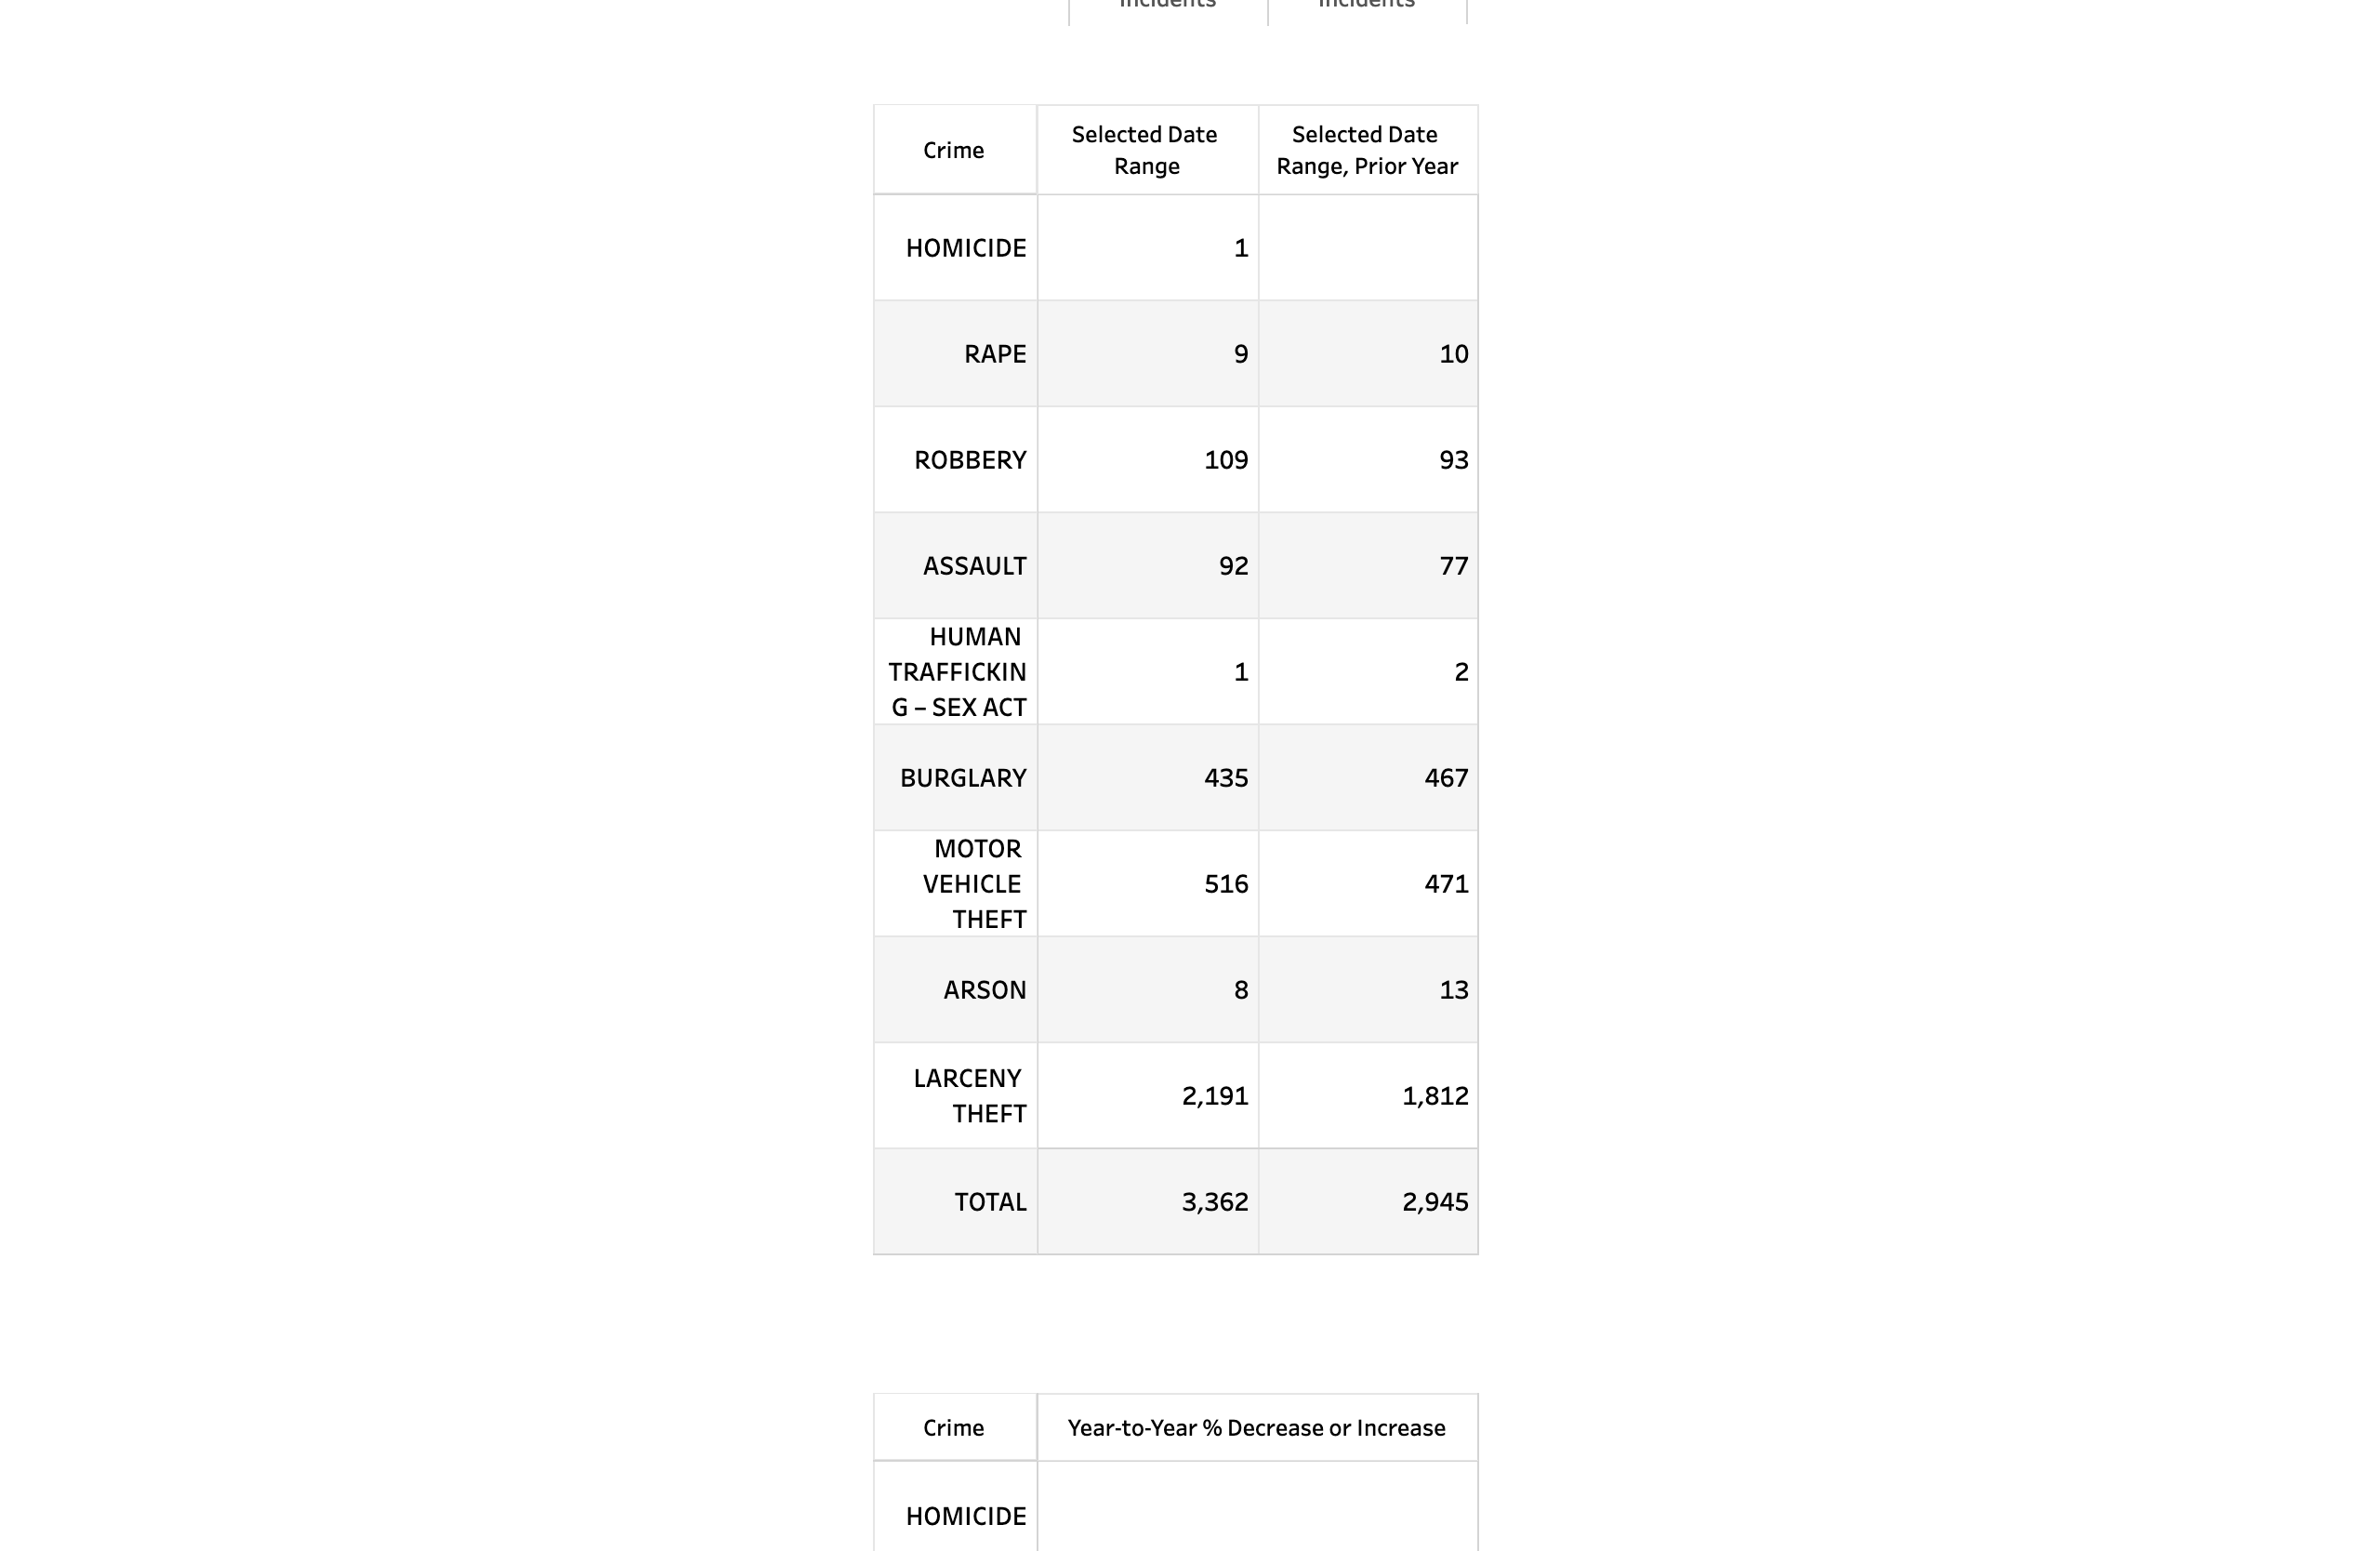 Incidents Incidents
Crime
Selected Date
Range
Selected Date
Range, Prior Year
HOMICIDE 1
RAPE 9 10
ROBBERY 109 93
ASSAULT 92 77
HUMAN
TRAFFICKIN
G – SEX ACT
1 2
BURGLARY 435 467
MOTOR
VEHICLE
THEFT
516 471
ARSON 8 13
LARCENY
THEFT
2,191 1,812
TOTAL 3,362 2,945
Crime Year-to-Year % Decrease or Increase
HOMICIDE